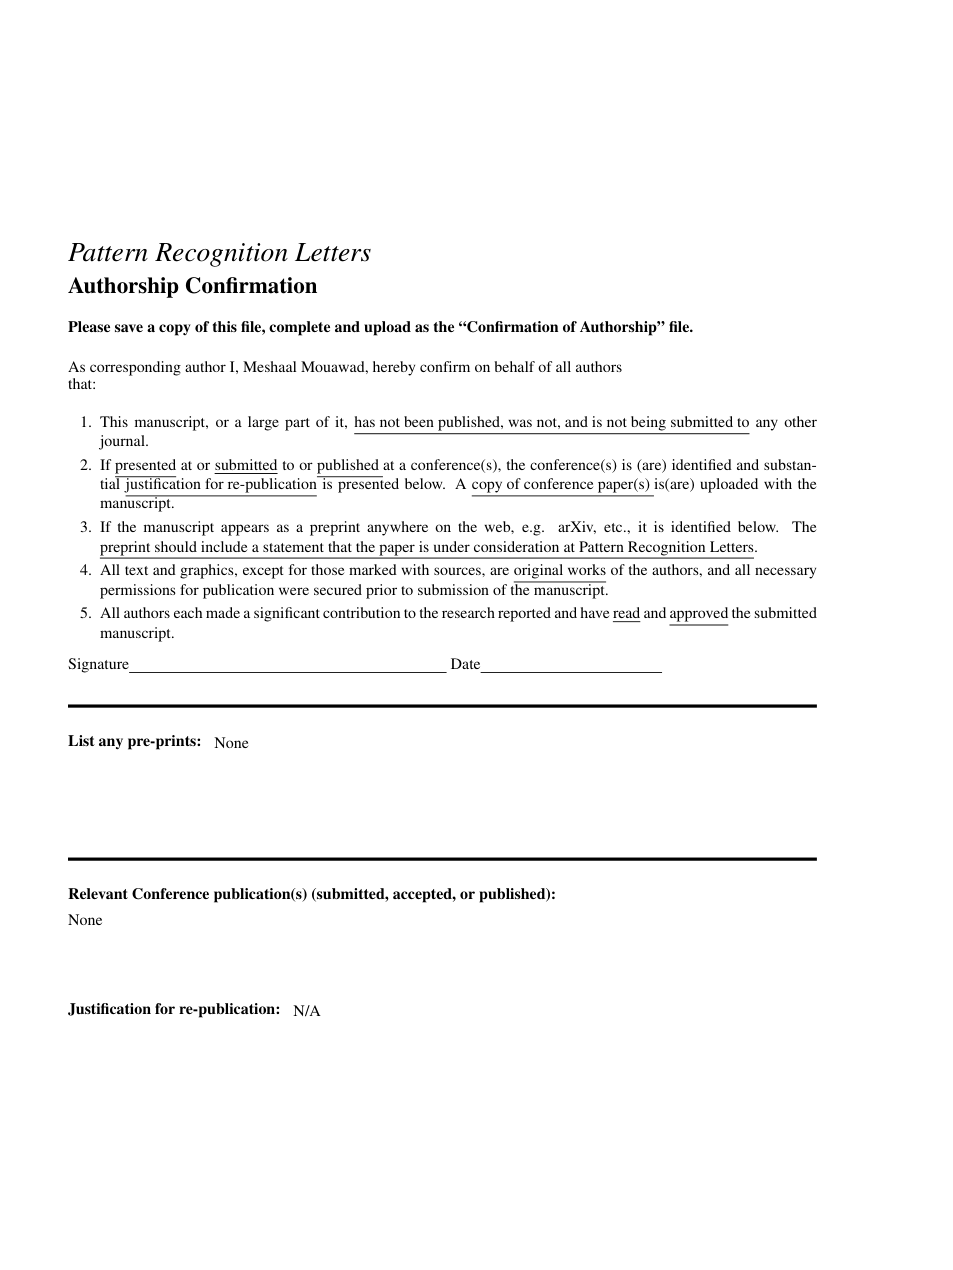 Pattern Recognition Letters
Authorship Confirmation
Please save a copy of this file, complete and upload as the “Confirmation of Authorship” file.
As corresponding author I, Meshaal Mouawad, hereby confirm on behalf of all authors
that:
1. This manuscript, or a large part of it, has not been published, was not, and is not being submitted to any other
journal.
2. If presented at or submitted to or published at a conference(s), the conference(s) is (are) identified and substan-
tial justification for re-publication is presented below. A copy of conference paper(s) is(are) uploaded with the
manuscript.
3. If the manuscript appears as a preprint anywhere on the web, e.g. arXiv, etc., it is identified below. The
preprint should include a statement that the paper is under consideration at Pattern Recognition Letters.
4. All text and graphics, except for those marked with sources, are original works of the authors, and all necessary
permissions for publication were secured prior to submission of the manuscript.
5. All authors each made a significant contribution to the research reported and have read and approved the submitted
manuscript.
Signature Date
List any pre-prints: None
Relevant Conference publication(s) (submitted, accepted, or published):
None
Justification for re-publication: N/A